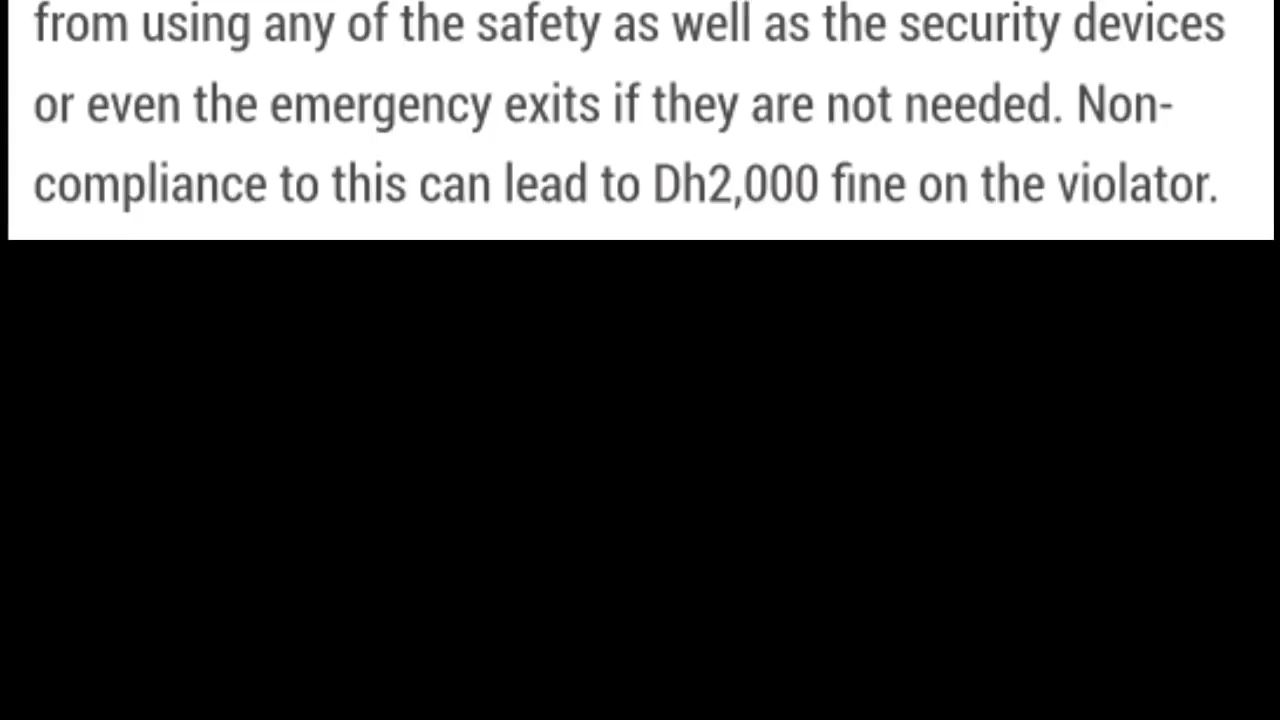 from using any of the safety as well as the security devices
or even the emergency exits if they are not needed. Non-
compliance to this can lead to Dh2,000 fine on the violator.